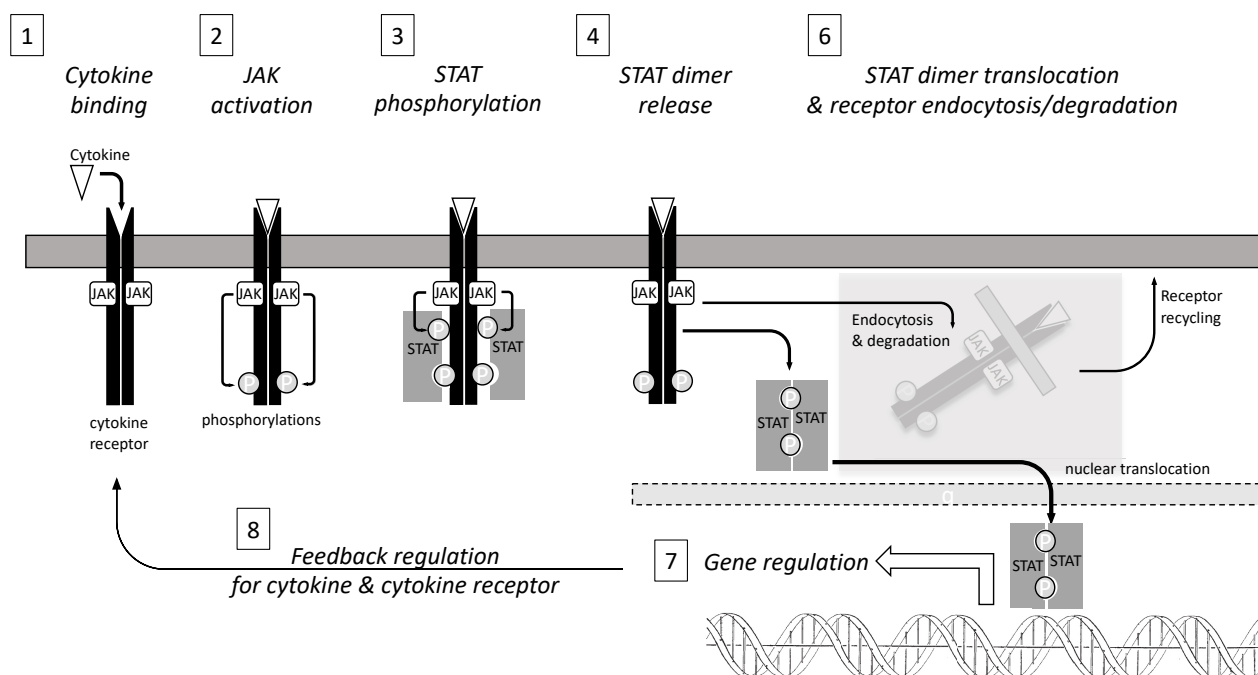 1
Cytokine
binding
2
JAK
activation
3
STAT
phosphorylation
4
STAT dimer
release
6
STAT dimer translocation
& receptor endocytosis/degradation
Cytokine
JAK JAK
cytokine
receptor
JAK JAK
P P
phosphorylations
JAK JAK
P P
STAT STAT
P P
JAK JAK
P P
Endocytosis
& degradation
JAK
JAK
P
P
Receptor
recycling
P
STAT STAT
P
nuclear translocation
g
8
Feedback regulation
for cytokine & cytokine receptor
7
Gene regulation
P
STAT STAT
P